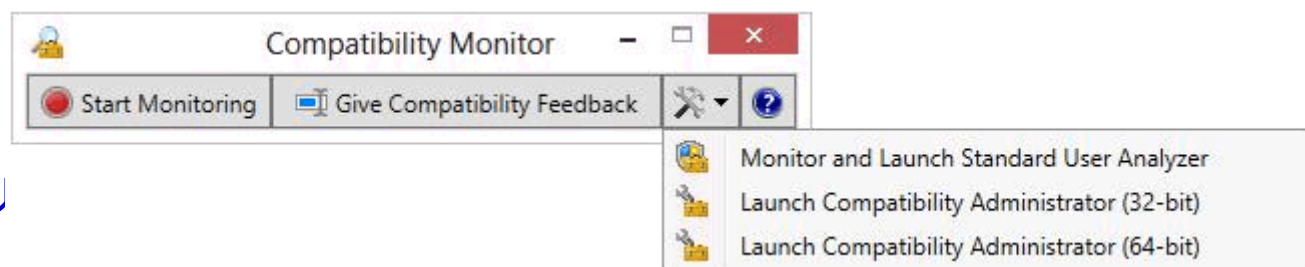 Compatibility Monitor
Start Monitoring Give Compatibility Feedback
Monitor and Launch Standard User Analyzer
Launch Compatibility Administrator (32-bit)
Launch Compatibility Administrator (64-bit)